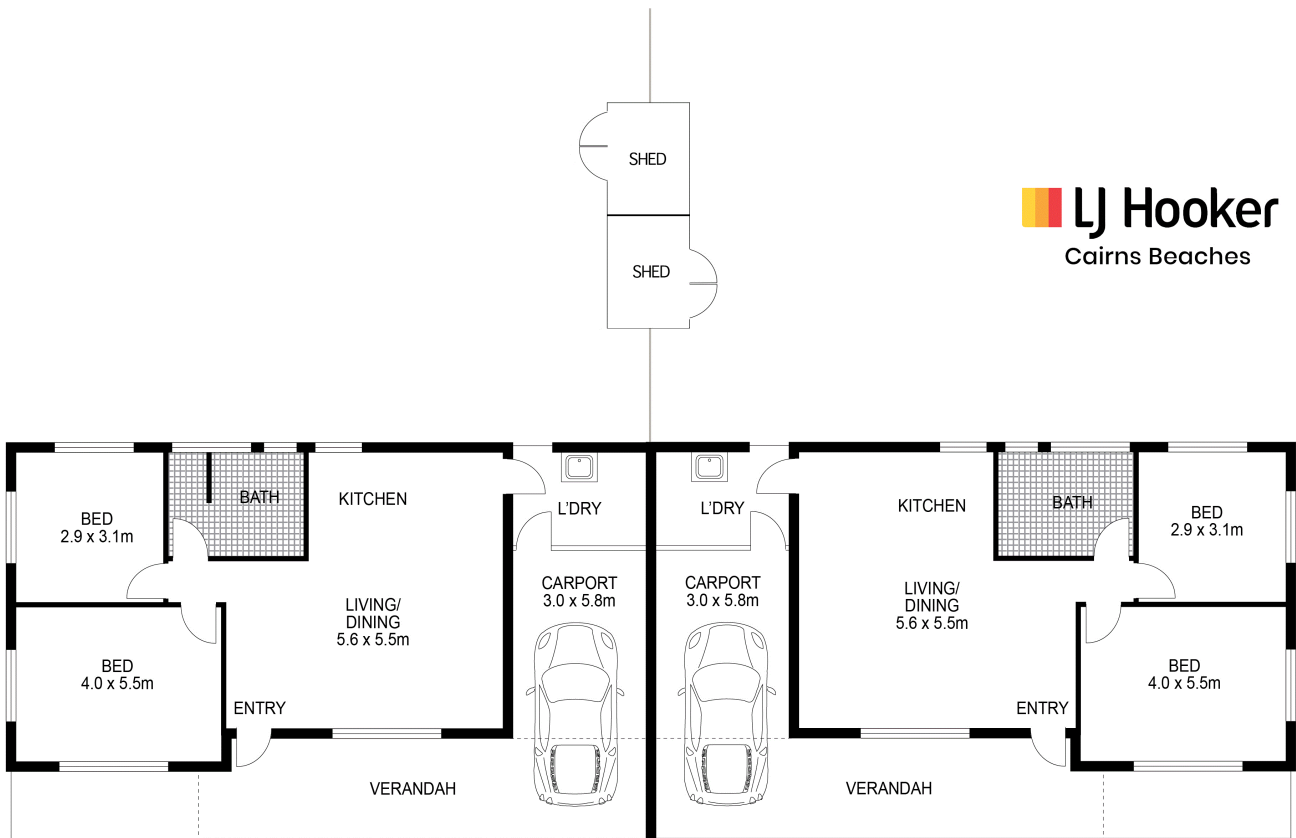 SHED
SHED
LJ Hooker
Cairns Beaches
BED
2.9 x 3.1m
BATH
KITCHEN
L'DRY
CARPORT
3.0 x 5.8m
LIVING/
DINING
5.6 x 5.5m
BED
4.0 x 5.5m
ENTRY
VERANDAH
L'DRY
KITCHEN
BATH
BED
2.9 x 3.1m
CARPORT
3.0 x 5.8m
LIVING/
DINING
5.6 x 5.5m
BED
4.0 x 5.5m
ENTRY
VERANDAH